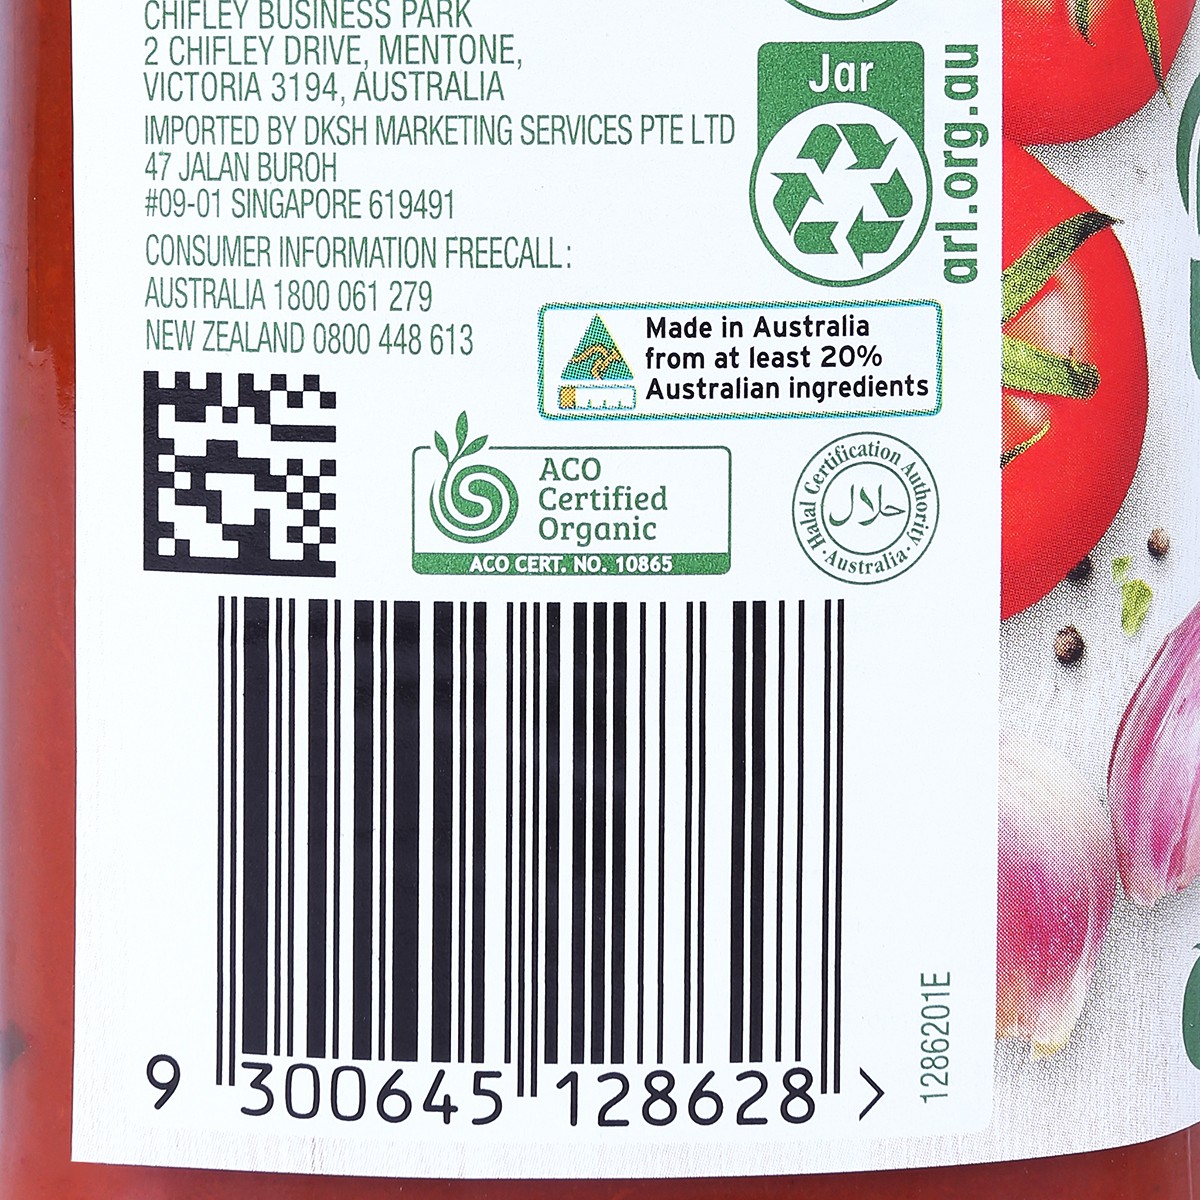 CHIFLEY BUSINESS PARK
2 CHIFLEY DRIVE, MENTONE,
VICTORIA 3194, AUSTRALIA
IMPORTED BY DKSH MARKETING SERVICES PTE LTD
47 JALAN BUROH
#09-01 SINGAPORE 619491
CONSUMER INFORMATION FREECALL:
AUSTRALIA 1800 061 279
NEW ZEALAND 0800 448 613
Jar
arl.org.au
Made in Australia
from at least 20%
Australian ingredients
ACO
Certified
Organic
ACO CERT. NO. 10865
Halal Certification Authority
حلال
· Australia ·
9 300645 128628 >
1286201E